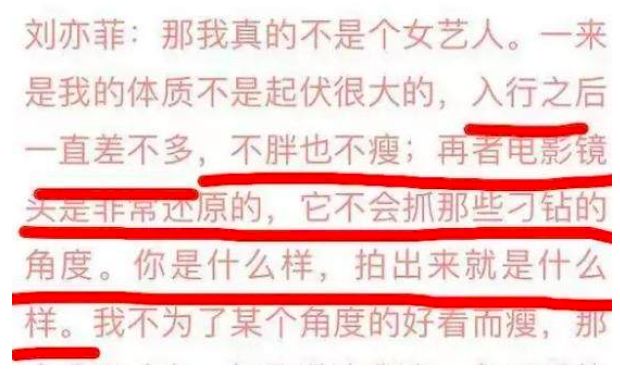 刘亦菲：那我真的不是个女艺人。一来
是我的体质不是起伏很大的，入行之后
一直差不多，不胖也不瘦；再者电影镜
头是非常还原的，它不会抓那些刁钻的
角度。你是什么样，拍出来就是什么
样。我不为了某个角度的好看而瘦，那